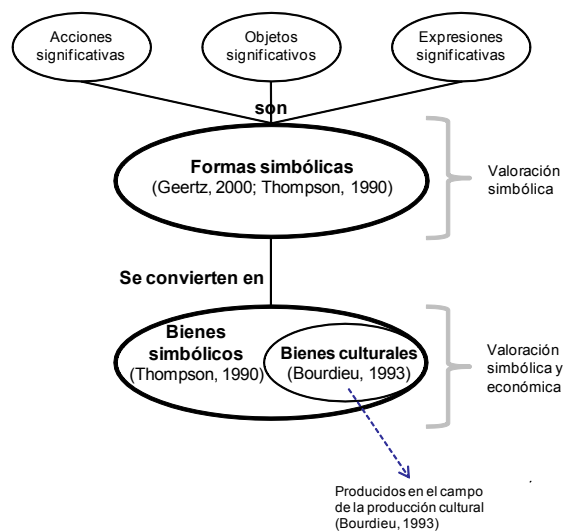 Acciones
significativas
Objetos
significativos
Expresiones
significativas
son
Formas simbólicas
(Geertz, 2000; Thompson, 1990)
Valoración
simbólica
Se convierten en
Bienes
simbólicos
(Thompson, 1990)
Bienes culturales
(Bourdieu, 1993)
Valoración
simbólica y
económica
Producidos en el campo
de la producción cultural
(Bourdieu, 1993)